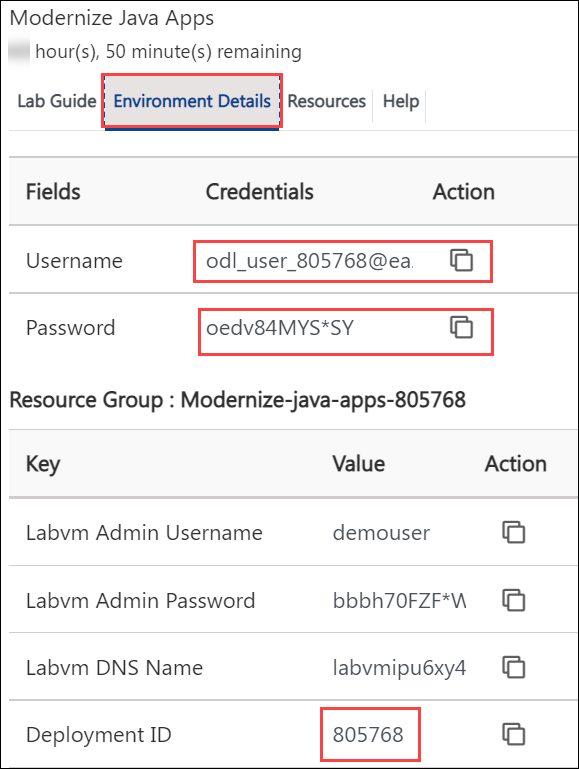 Modernize Java Apps
hour(s), 50 minute(s) remaining
Lab Guide Environment Details Resources Help
Fields Credentials Action
Username odl_user_805768@ea.
Password oedv84MYS*SY
Resource Group : Modernize-java-apps-805768
Key Value Action
Labvm Admin Username demouser
Labvm Admin Password bbbh70FZF*W
Labvm DNS Name labvmipu6xy4
Deployment ID 805768